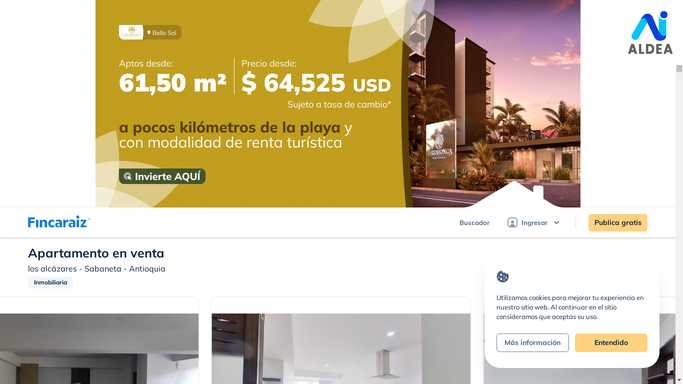 Bello Sol
Aptos desde:
61,50 m²
Precio desde:
$ 64,525 USD
Sujeto a tasa de cambio*
a pocos kilómetros de la playa y
con modalidad de renta turística
Invierte AQUÍ
ALDEA
Fincaraiz
Buscador
Ingresar
Publica gratis
Apartamento en venta
los alcázares - Sabaneta - Antioquia
Inmobiliaria
Utilizamos cookies para mejorar tu experiencia en
nuestro sitio web. Al continuar en el sitio
consideramos que aceptas su uso.
Más información
Entendido